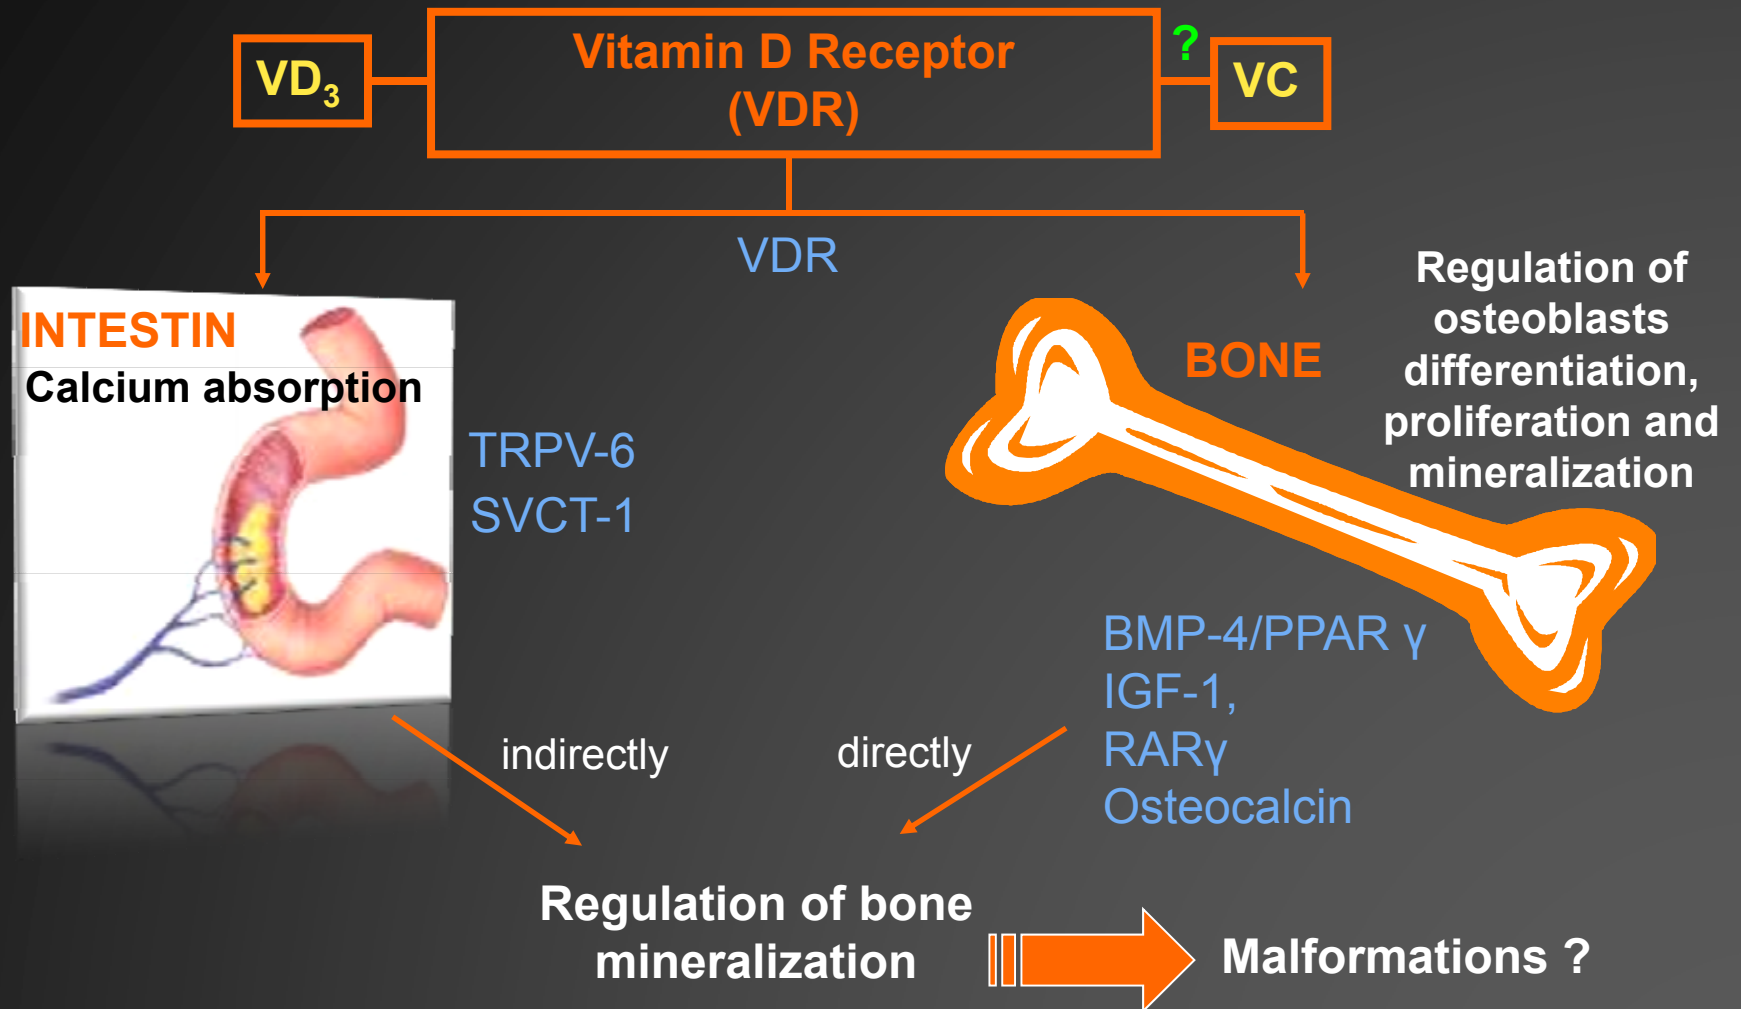 VD3
Vitamin D Receptor
(VDR)
?
VC
VDR
INTESTIN
Calcium absorption
TRPV-6
SVCT-1
BONE
Regulation of
osteoblasts
differentiation,
proliferation and
mineralization
BMP-4/PPAR γ
IGF-1,
RARγ
Osteocalcin
indirectly
directly
Regulation of bone
mineralization
Malformations ?